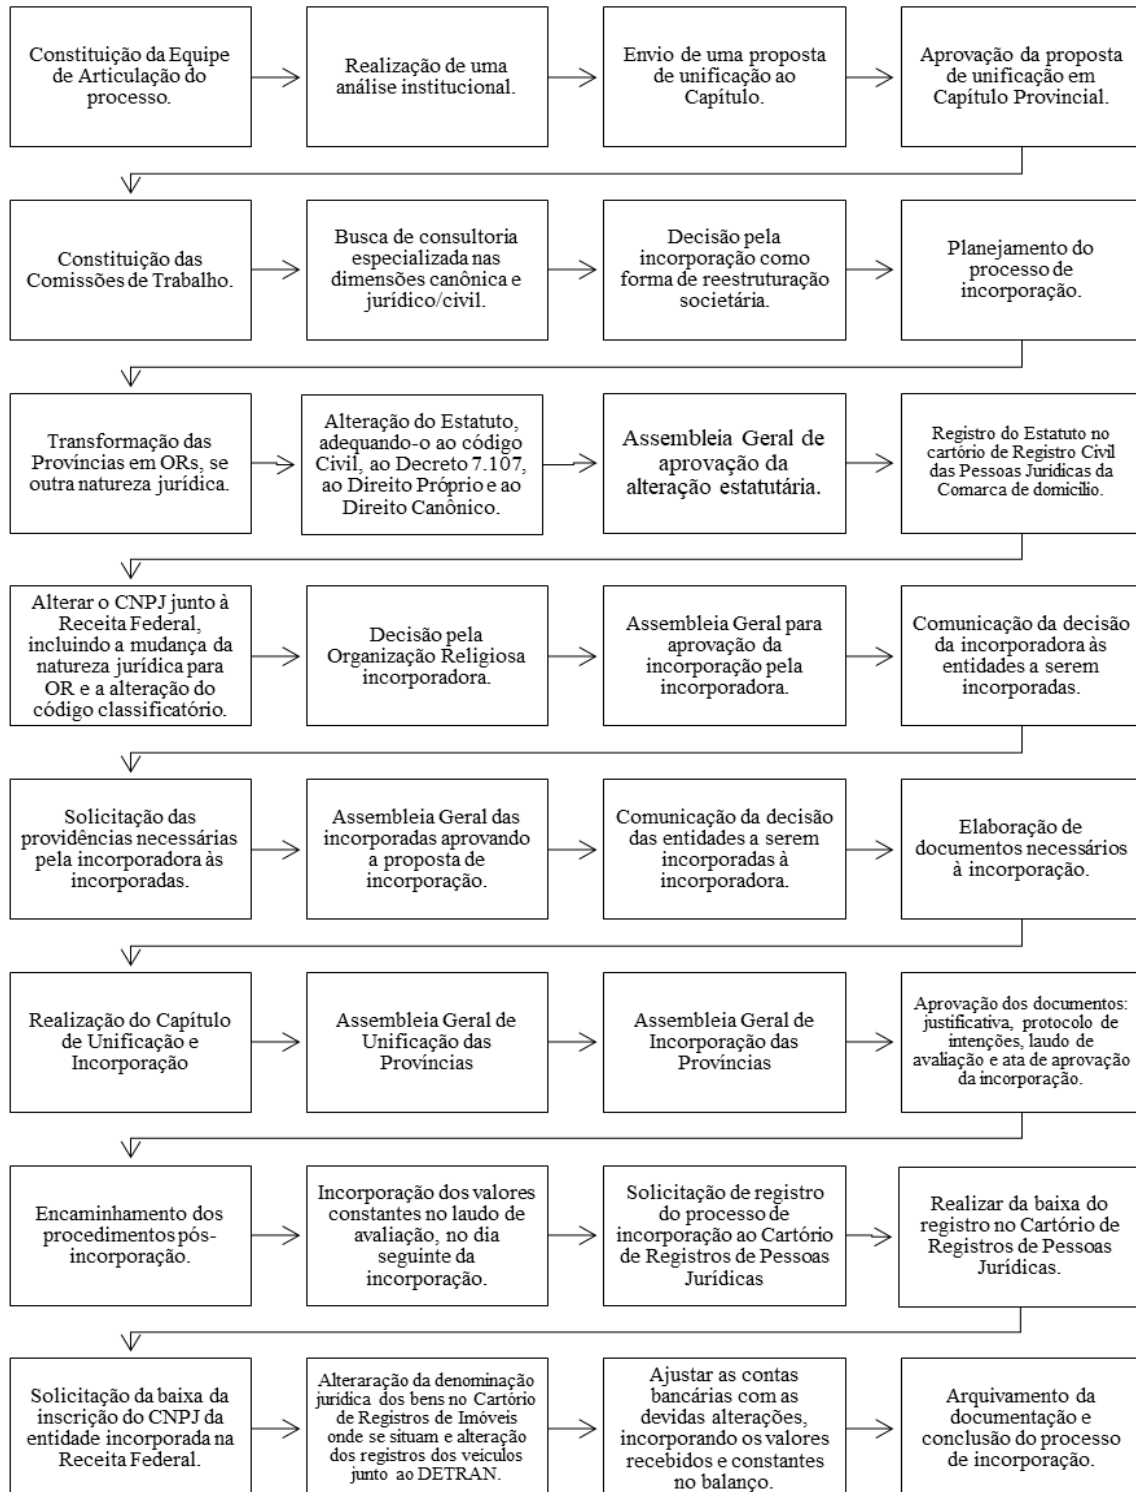 Constituição da Equipe
de Articulação do
processo.
Realização de uma
análise institucional.
Envio de uma proposta
de unificação ao
Capítulo.
Aprovação da proposta
de unificação em
Capítulo Provincial.
Constituição das
Comissões de Trabalho.
Busca de consultoria
especializada nas
dimensões canônica e
jurídico/civil.
Decisão pela
incorporação como
forma de reestruturação
societária.
Planejamento do
processo de
incorporação.
Transformação das
Províncias em ORs, se
outra natureza jurídica.
Alteração do Estatuto,
adequando-o ao código
Civil, ao Decreto 7.107,
ao Direito Próprio e ao
Direito Canônico.
Assembleia Geral de
aprovação da
alteração estatutária.
Registro do Estatuto no
cartório de Registro Civil
das Pessoas Jurídicas da
Comarca de domicílio.
Alterar o CNPJ junto à
Receita Federal,
incluindo a mudança da
natureza jurídica para
OR e a alteração do
código classificatório.
Decisão pela
Organização Religiosa
incorporadora.
Assembleia Geral para
aprovação da
incorporação pela
incorporadora.
Comunicação da decisão
da incorporadora às
entidades a serem
incorporadas.
Solicitação das
providências necessárias
pela incorporadora às
incorporadas.
Assembleia Geral das
incorporadas aprovando
a proposta de
incorporação.
Comunicação da decisão
das entidades a serem
incorporadas à
incorporadora.
Elaboração de
documentos necessários
à incorporação.
Realização do Capítulo
de Unificação e
Incorporação
Assembleia Geral de
Unificação das
Províncias
Assembleia Geral de
Incorporação das
Províncias
Aprovação dos documentos:
justificativa, protocolo de
intenções, laudo de
avaliação e ata de aprovação
da incorporação.
Encaminhamento dos
procedimentos pós-
incorporação.
Incorporação dos valores
constantes no laudo de
avaliação, no dia
seguinte da
incorporação.
Solicitação de registro
do processo de
incorporação ao Cartório
de Registros de Pessoas
Jurídicas
Realizar da baixa do
registro no Cartório de
Registros de Pessoas
Jurídicas.
Solicitação da baixa da
inscrição do CNPJ da
entidade incorporada na
Receita Federal.
Alteraração da denominação
jurídica dos bens no Cartório
de Registros de Imóveis
onde se situam e alteração
dos registros dos veículos
junto ao DETRAN.
Ajustar as contas
bancárias com as
devidas alterações,
incorporando os valores
recebidos e constantes
no balanço.
Arquivamento da
documentação e
conclusão do processo
de incorporação.